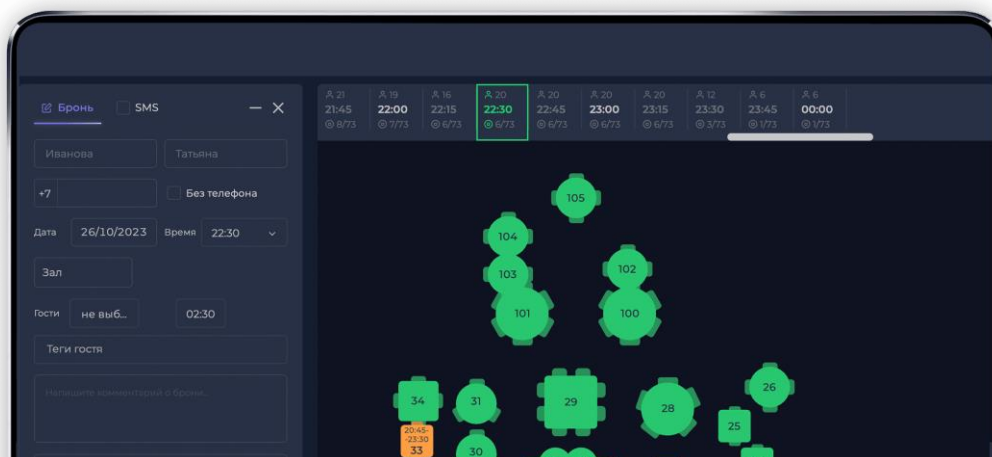 Бронь
SMS
21 19 16 20 20 20 20 12 6 6
21:45 22:00 22:15 22:30 22:45 23:00 23:15 23:30 23:45 00:00
8/73 7/73 6/73 6/73 6/73 6/73 6/73 3/73 1/73 1/73
Иванова Татьяна
+7 Без телефона
Дата 26/10/2023 Время 22:30
Зал
Гости не выб... 02:30
Теги гостя
Напишите комментарий о брони...
105
104
103 102
101 100
26
34 31 29 28
25
20:45-
-23:30
33 30